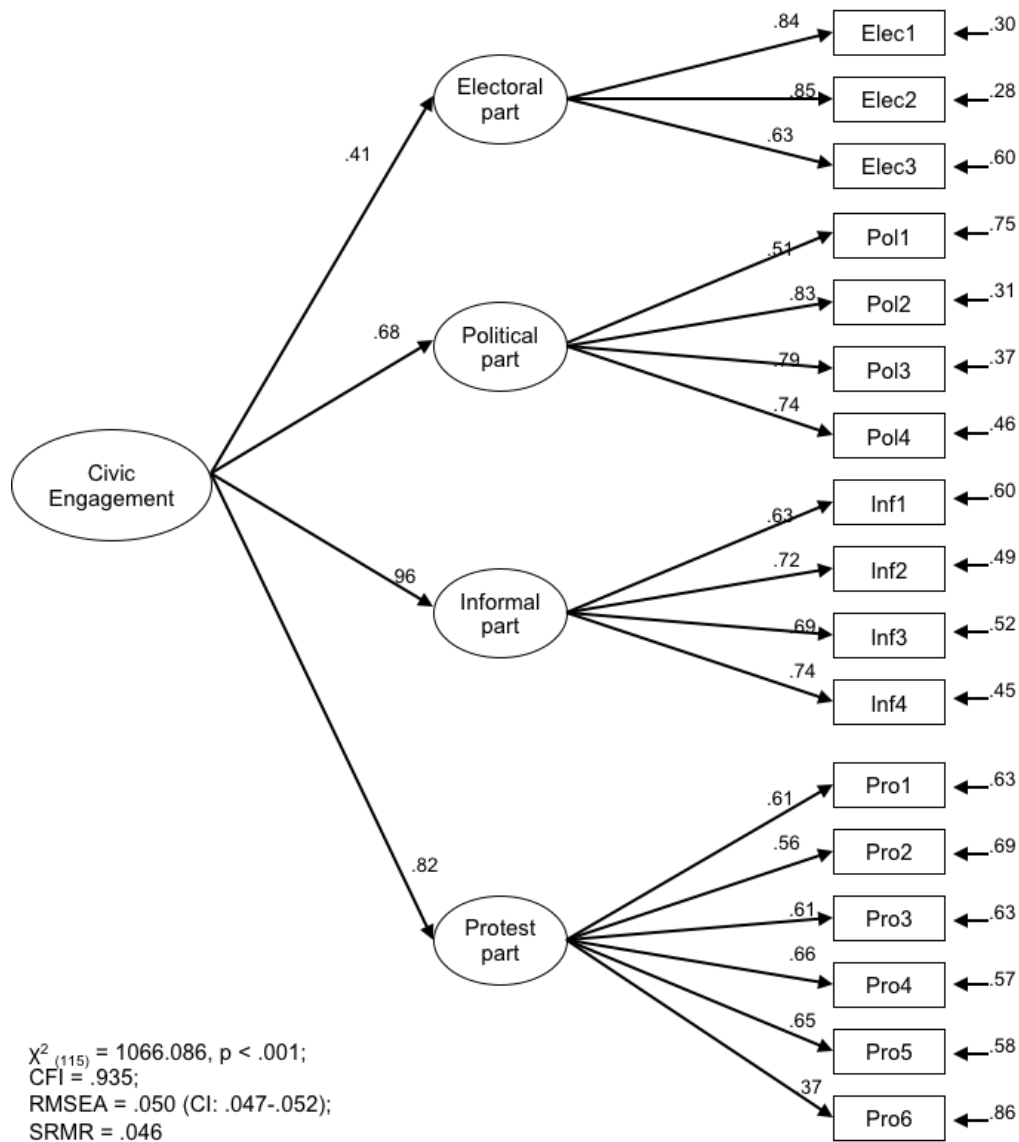 .84
Elec1
.30
Electoral
part
.85
Elec2
.28
.63
Elec3
.60
.41
.51
Pol1
.75
.68
Political
part
.83
Pol2
.31
.79
Pol3
.37
.74
Pol4
.46
Civic
Engagement
.63
Inf1
.60
.96
Informal
part
.72
Inf2
.49
.69
Inf3
.52
.74
Inf4
.45
.61
Pro1
.63
.82
Protest
part
.56
Pro2
.69
.61
Pro3
.63
.66
Pro4
.57
.65
Pro5
.58
.37
Pro6
.86
χ² (115) = 1066.086, p < .001;
CFI = .935;
RMSEA = .050 (CI: .047-.052);
SRMR = .046